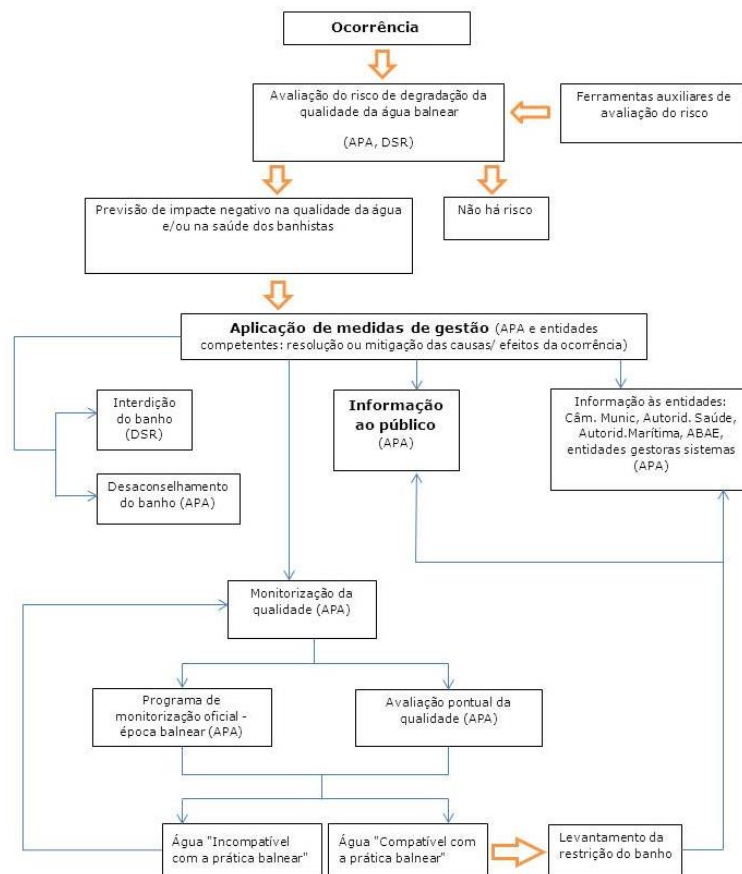 Ocorrência
Avaliação do risco de degradação da
qualidade da água balnear
(APA, DSR)
Ferramentas auxiliares de
avaliação do risco
Previsão de impacte negativo na qualidade da água
e/ou na saúde dos banhistas
Não há risco
Aplicação de medidas de gestão (APA e entidades
competentes: resolução ou mitigação das causas/ efeitos da ocorrência)
Interdição
do banho
(DSR)
Informação
ao público
(APA)
Informação às entidades:
Câm. Munic, Autorid. Saúde,
Autorid.Marítima, ABAE,
entidades gestoras sistemas
(APA)
Desaconselhamento
do banho (APA)
Monitorização da
qualidade (APA)
Programa de
monitorização oficial -
época balnear (APA)
Avaliação pontual da
qualidade (APA)
Água "Incompatível
com a prática balnear"
Água "Compatível com
a prática balnear"
Levantamento da
restrição do banho